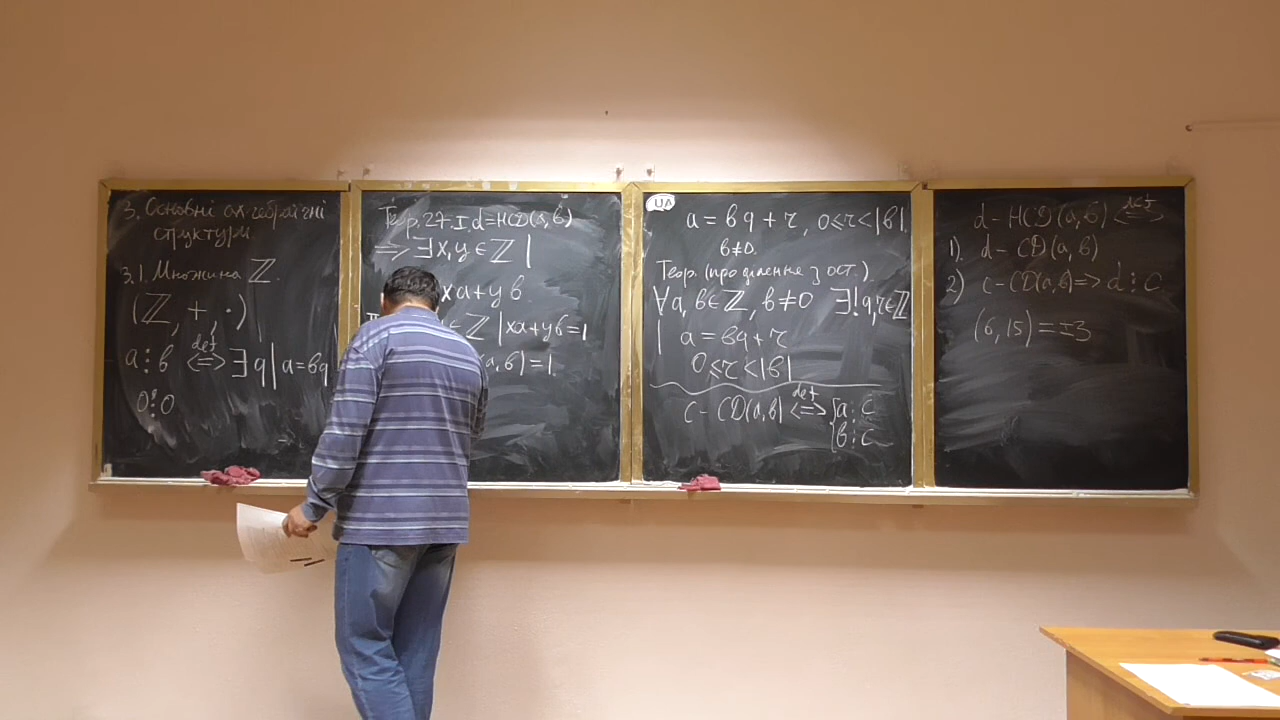 3. Основні алгебраїчні
структури
3.1. Множина ℤ.
(ℤ, +, ·)
a⋮b ⇔ def ∃q | a=bq
0⋮0
Теор. 27. I. d=НСД(a,b)
⇒ ∃x,y ∈ ℤ |
xa+yb.
ℤ | xa+yb=1
(a,b)=1.
UA
a=bq+r, 0≤r<|b|.
b≠0.
Теор. (про ділення з ост.).
∀a,b∈ℤ, b≠0 ∃!q,r∈ℤ
| a=bq+r
0≤r<|b|
c - СД(a,b) ⇔ def {a⋮c
{b⋮c
d - НСД(a,b) ⇔ def
1). d - СД(a,b)
2) c - СД(a,b) ⇒ d⋮c
(6,15)=±3